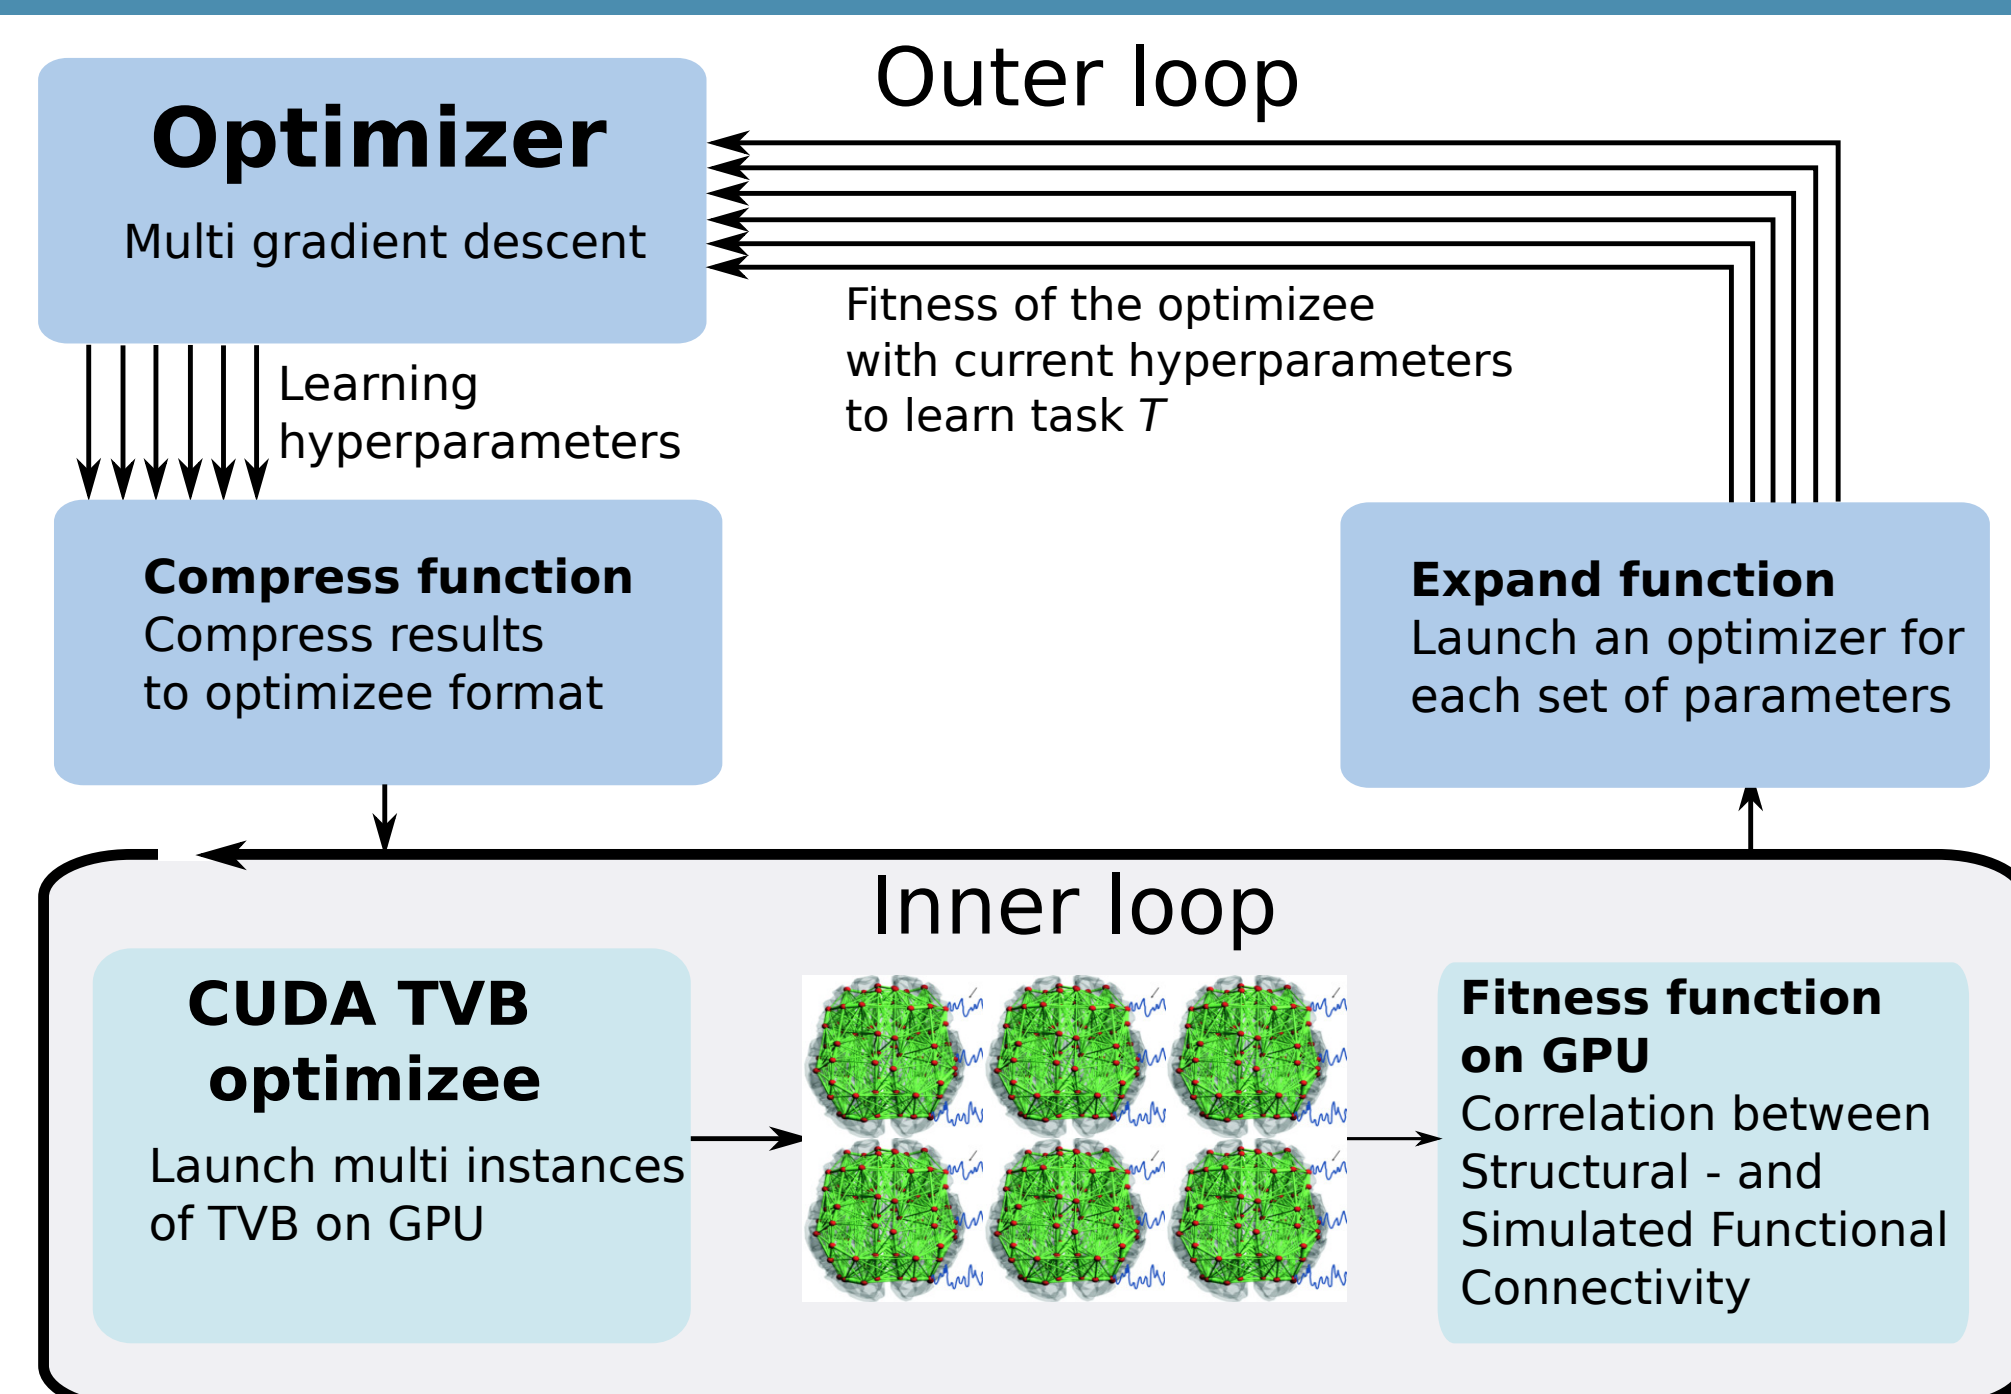 Outer loop
Optimizer
Multi gradient descent
Fitness of the optimizee
with current hyperparameters
to learn task T
Learning
hyperparameters
Compress function
Compress results
to optimizee format
Expand function
Launch an optimizer for
each set of parameters
Inner loop
CUDA TVB
optimizee
Launch multi instances
of TVB on GPU
Fitness function
on GPU
Correlation between
Structural - and
Simulated Functional
Connectivity